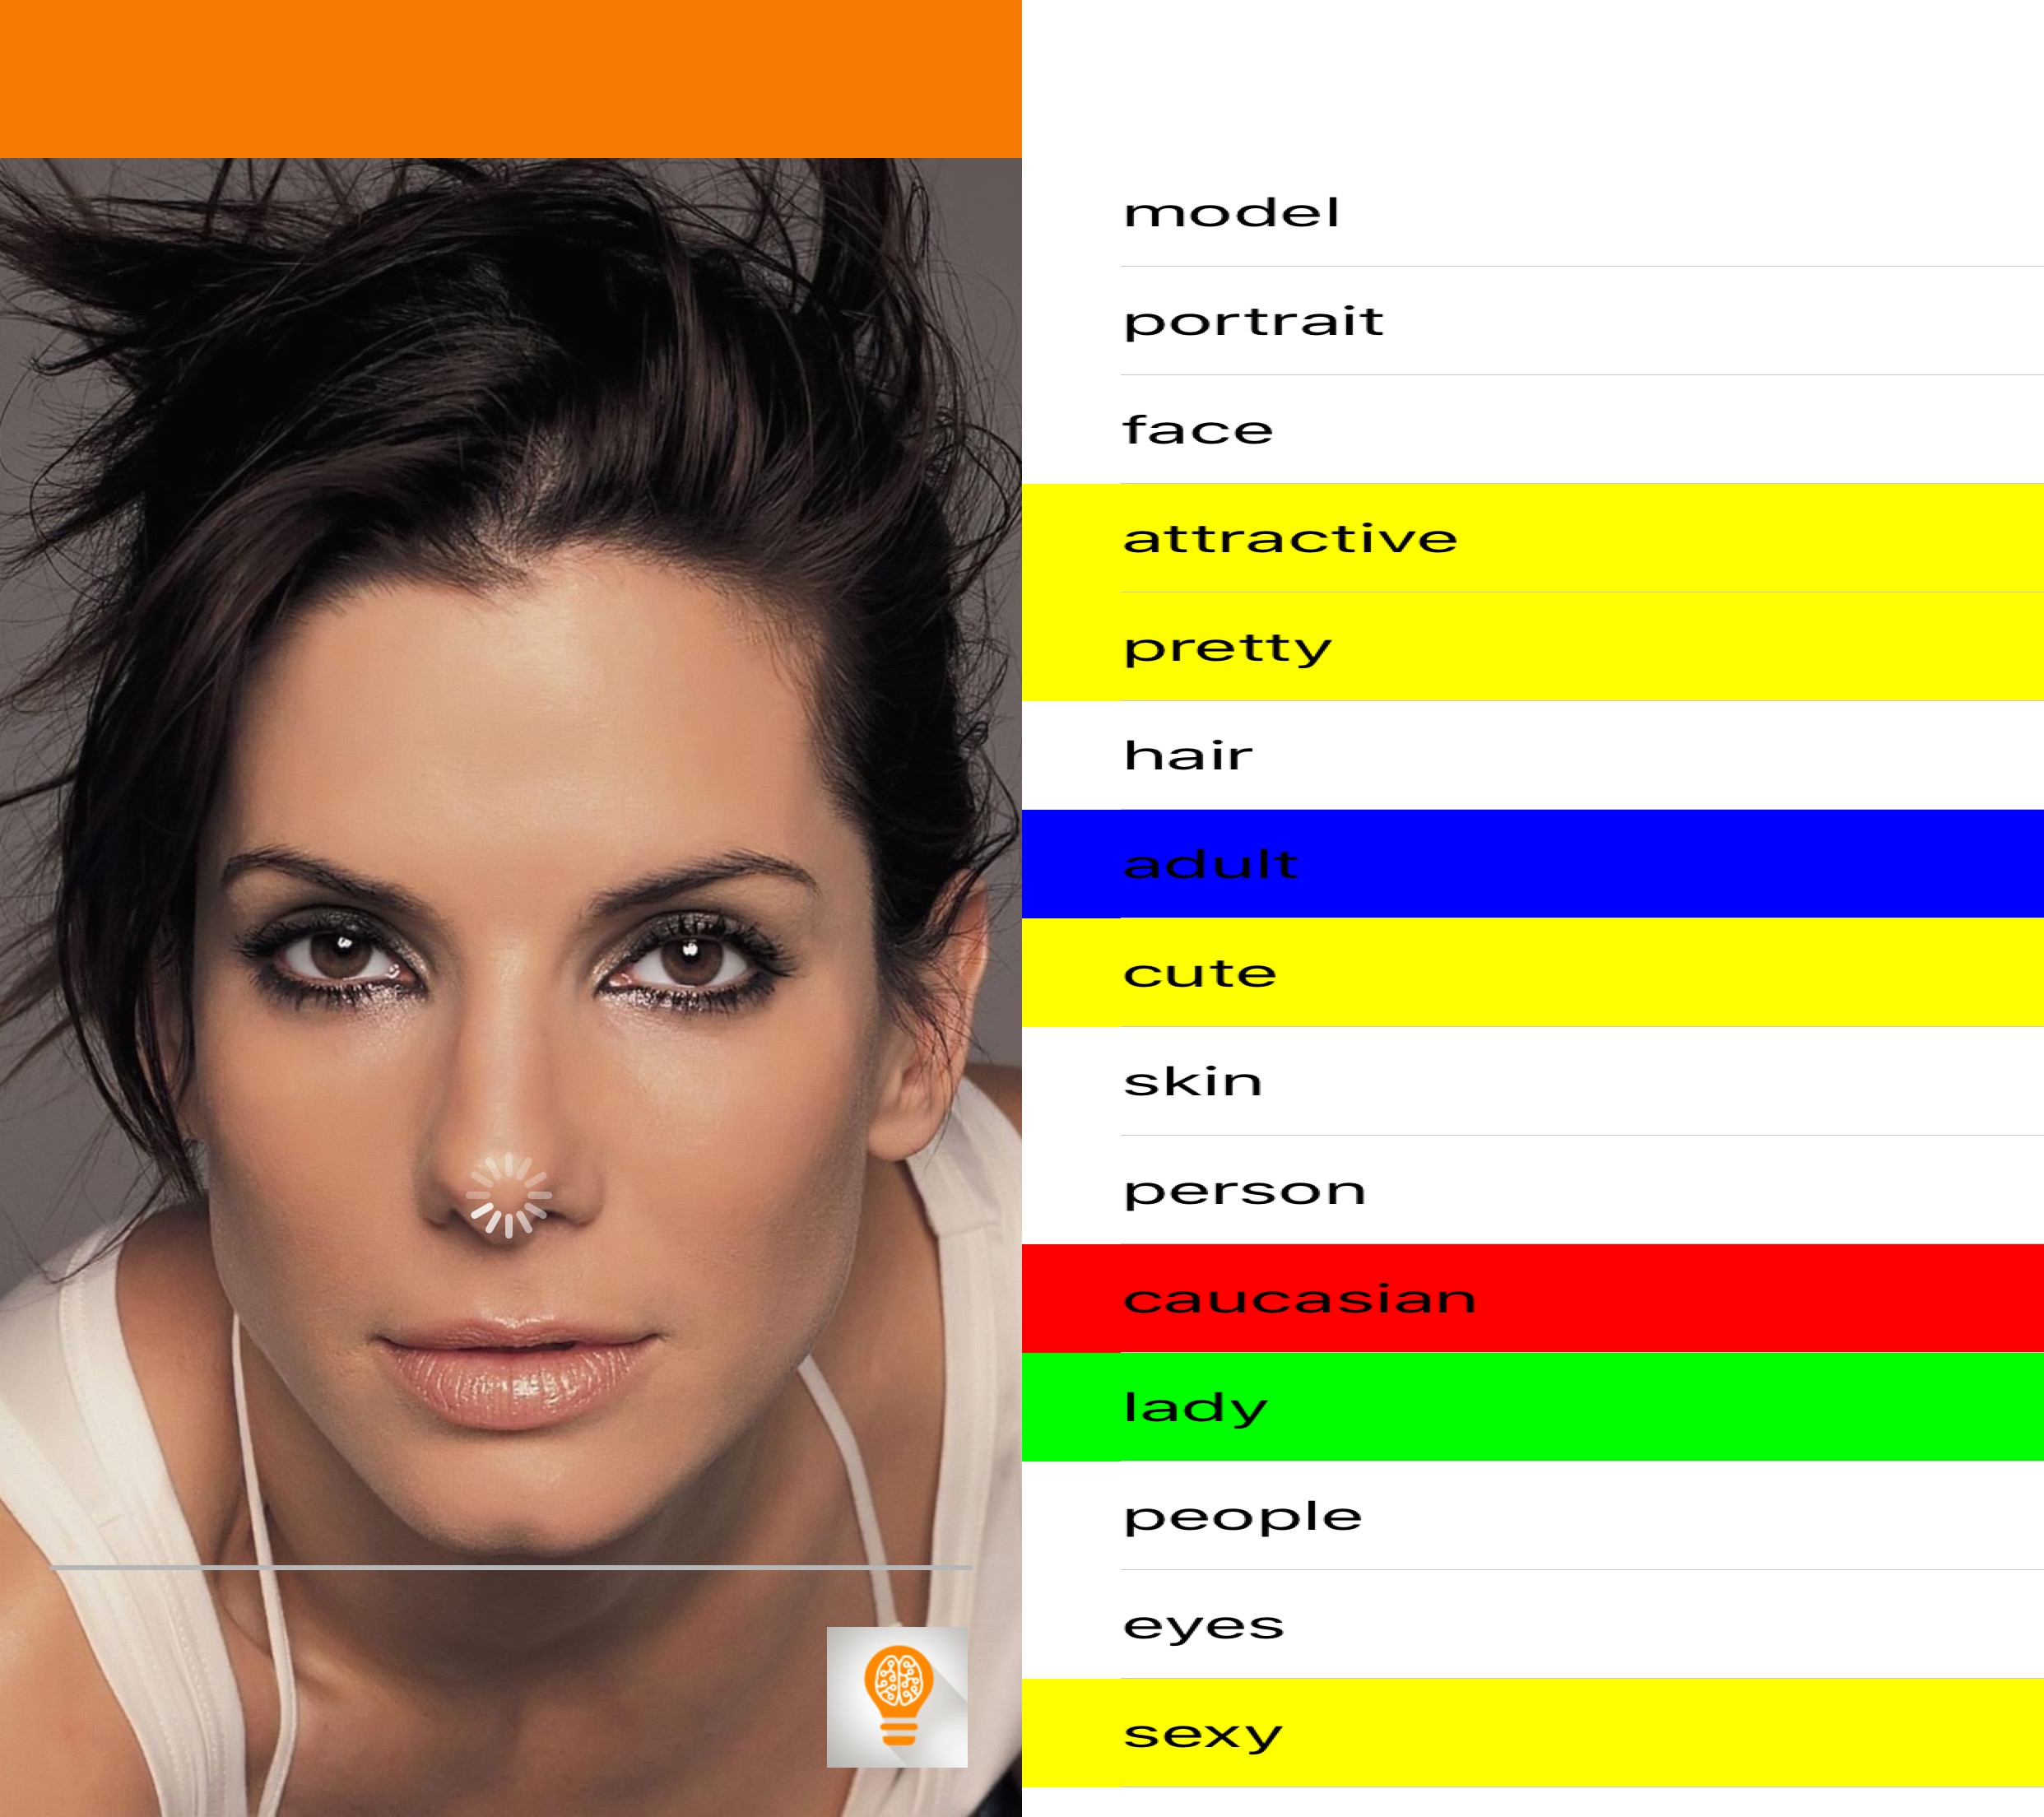 model
portrait
face
attractive
pretty
hair
adult
cute
skin
person
caucasian
lady
people
eyes
sexy